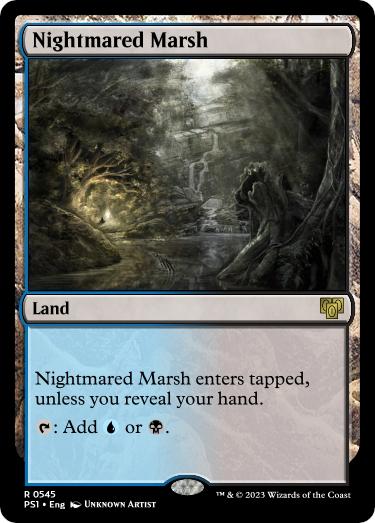 Nightmared Marsh
Land
Nightmared Marsh enters tapped,
unless you reveal your hand.
: Add or .
R 0545
PS1 • Eng Unknown Artist
™ & © 2023 Wizards of the Coast